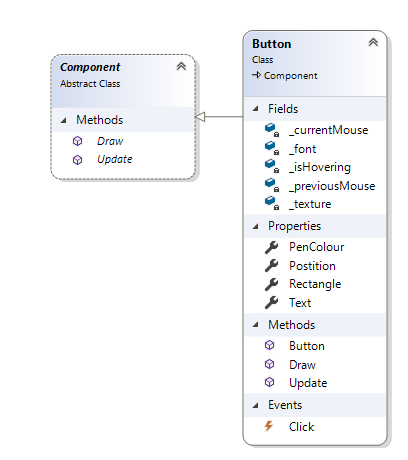 Component
Abstract Class
Methods
Draw
Update
Button
Class
Component
Fields
_currentMouse
_font
_isHovering
_previousMouse
_texture
Properties
PenColour
Postition
Rectangle
Text
Methods
Button
Draw
Update
Events
Click